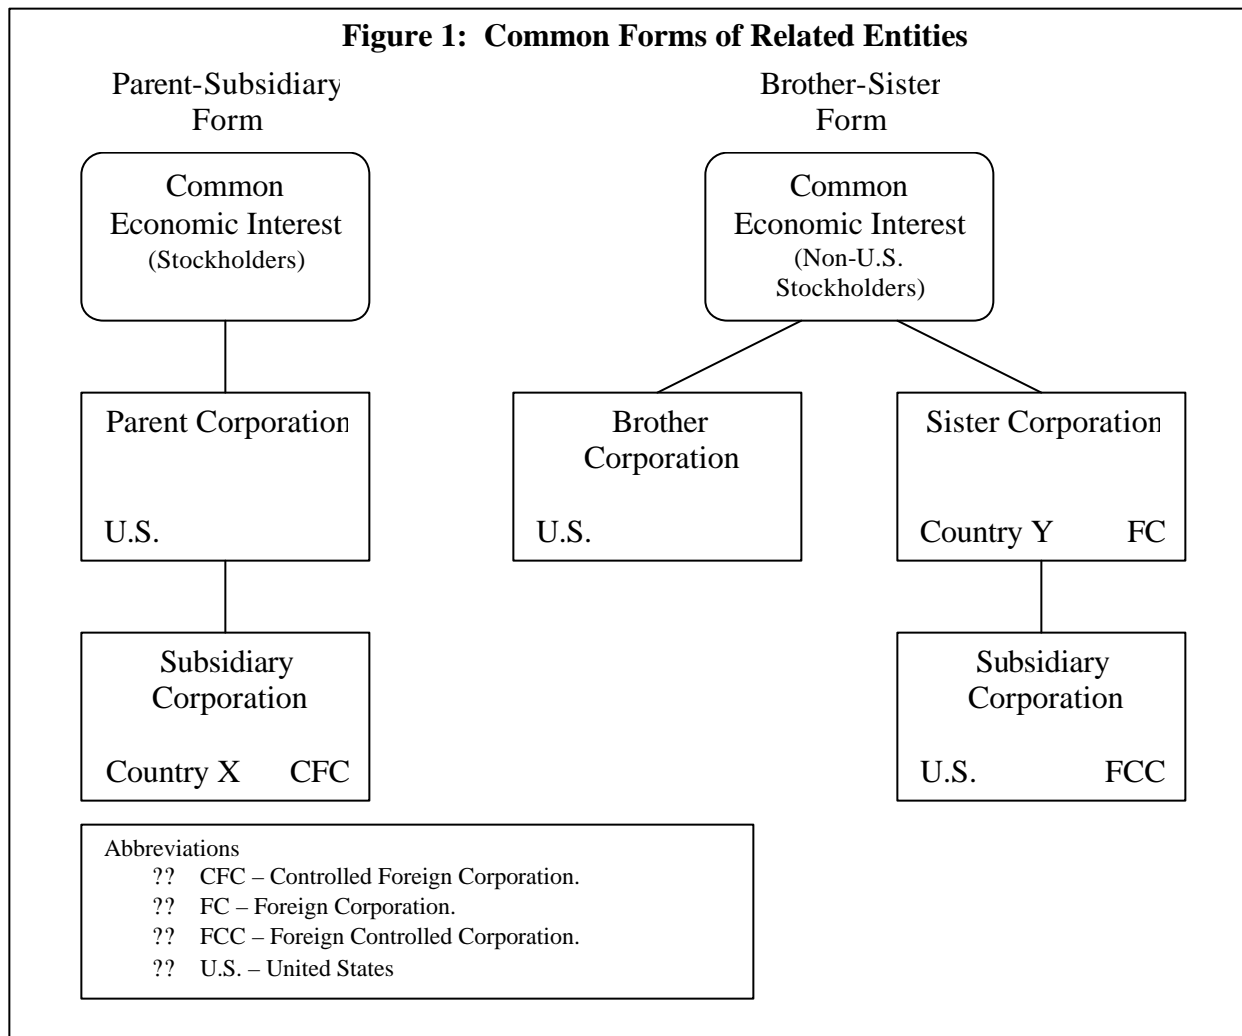 Figure 1: Common Forms of Related Entities
Parent-Subsidiary
Form
Common
Economic Interest
(Stockholders)
Parent Corporation
U.S.
Subsidiary
Corporation
Country X CFC
Brother-Sister
Form
Common
Economic Interest
(Non-U.S.
Stockholders)
Brother
Corporation
U.S.
Sister Corporation
Country Y FC
Subsidiary
Corporation
U.S. FCC
Abbreviations
?? CFC – Controlled Foreign Corporation.
?? FC – Foreign Corporation.
?? FCC – Foreign Controlled Corporation.
?? U.S. – United States